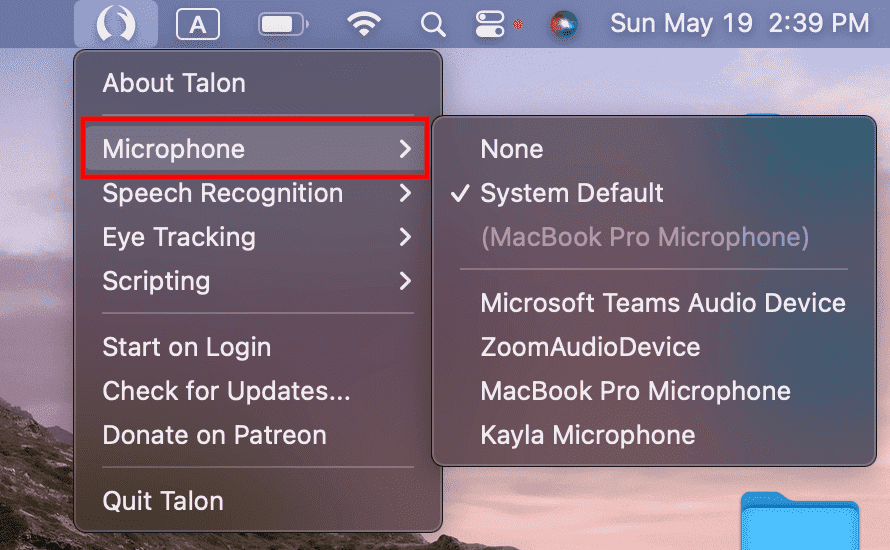 A
Sun May 19 2:39 PM
About Talon
Microphone
Speech Recognition
Eye Tracking
Scripting
Start on Login
Check for Updates...
Donate on Patreon
Quit Talon
None
✓ System Default
(MacBook Pro Microphone)
Microsoft Teams Audio Device
ZoomAudioDevice
MacBook Pro Microphone
Kayla Microphone